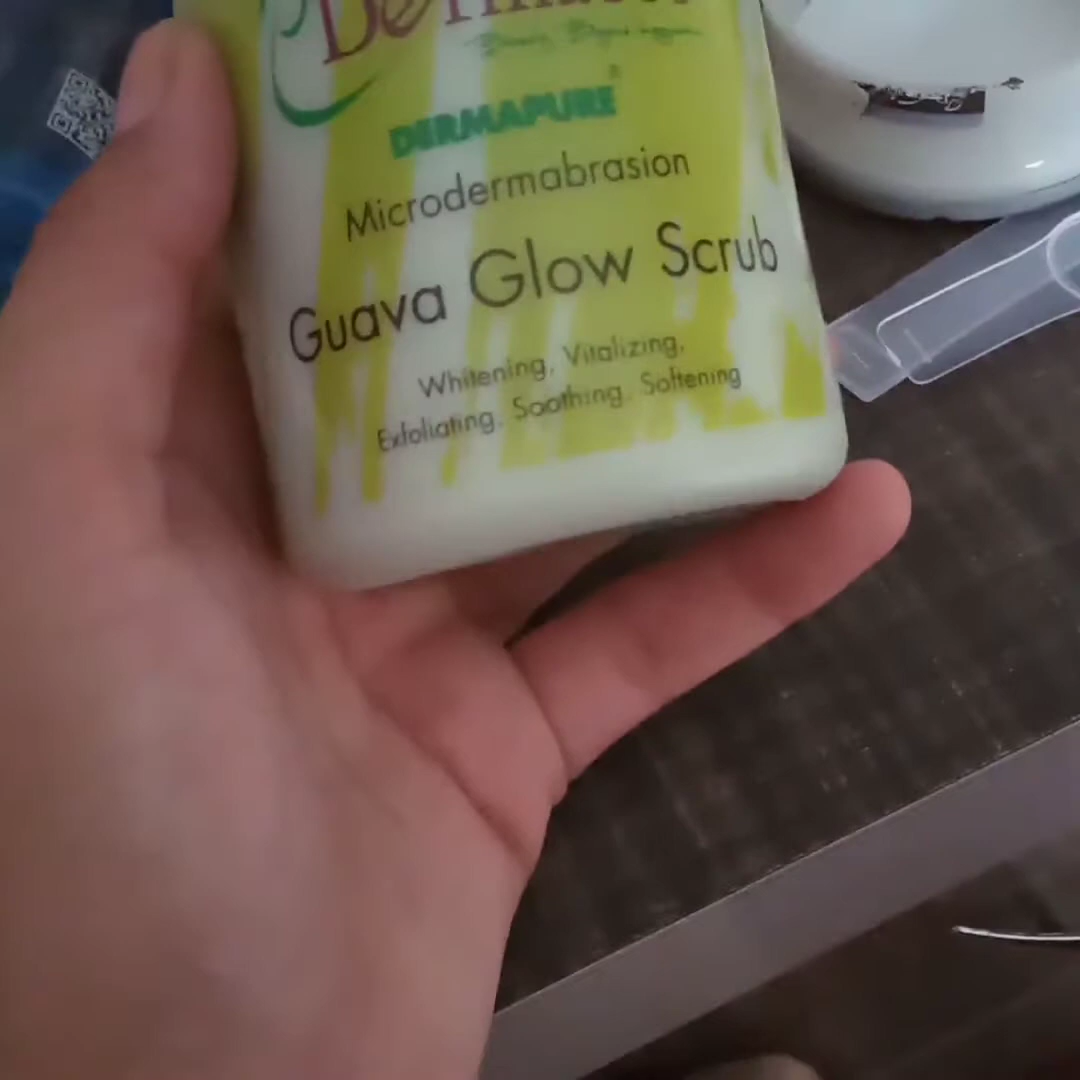 DERMAPURE
Microdermabrasion
Guava Glow Scrub
Whitening, Vitalizing,
Exfoliating, Soothing, Softening